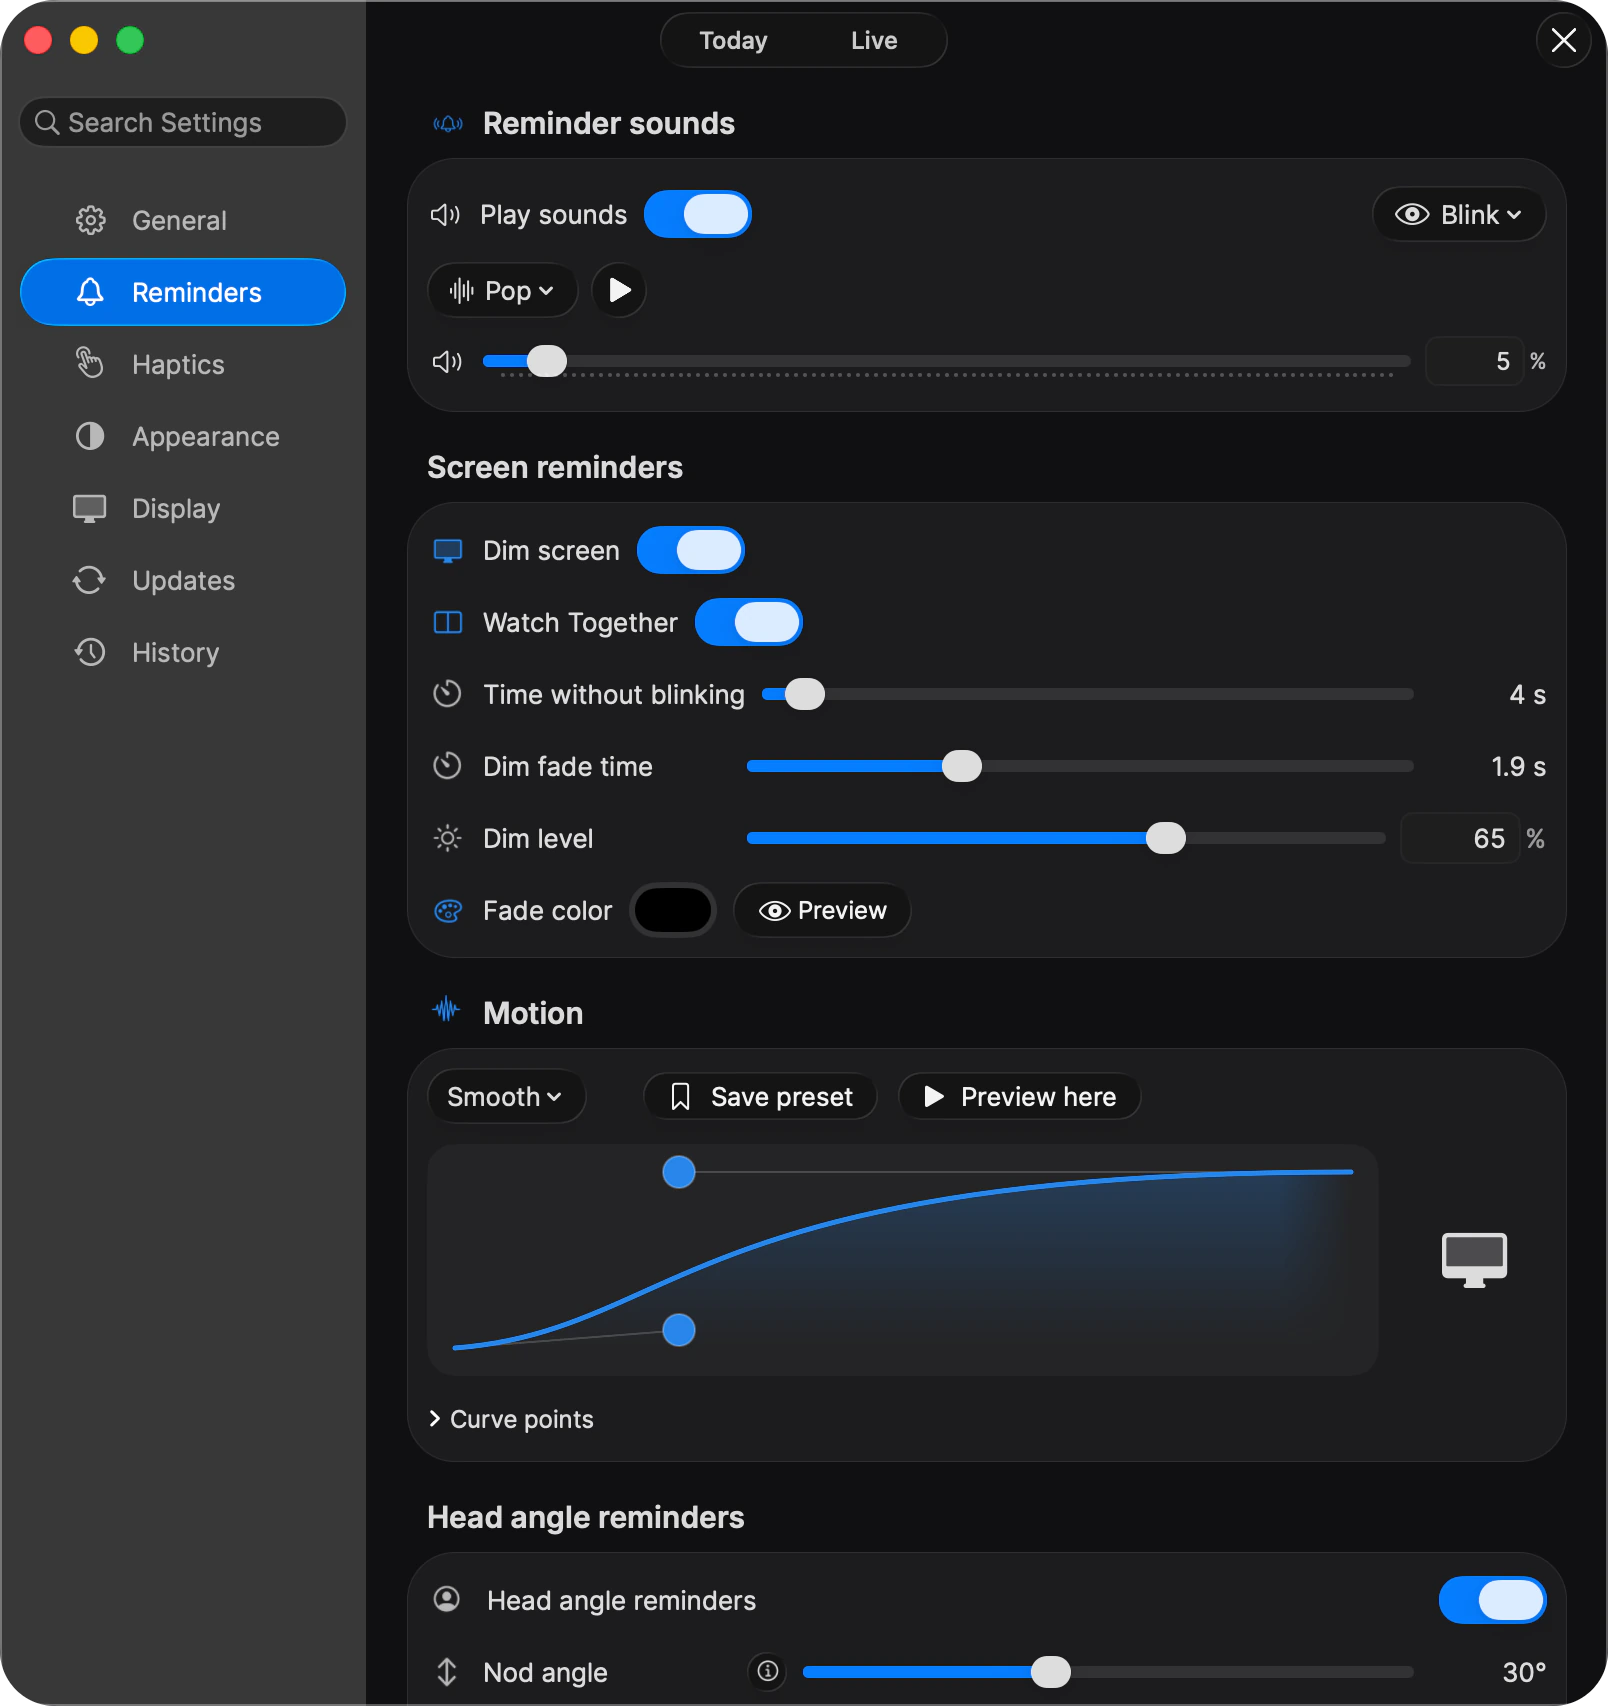 Today Live
Search Settings
General
Reminders
Haptics
Appearance
Display
Updates
History
Reminder sounds
Play sounds Blink
Pop
5 %
Screen reminders
Dim screen
Watch Together
Time without blinking 4 s
Dim fade time 1.9 s
Dim level 65 %
Fade color Preview
Motion
Smooth Save preset Preview here
Curve points
Head angle reminders
Head angle reminders
Nod angle 30°